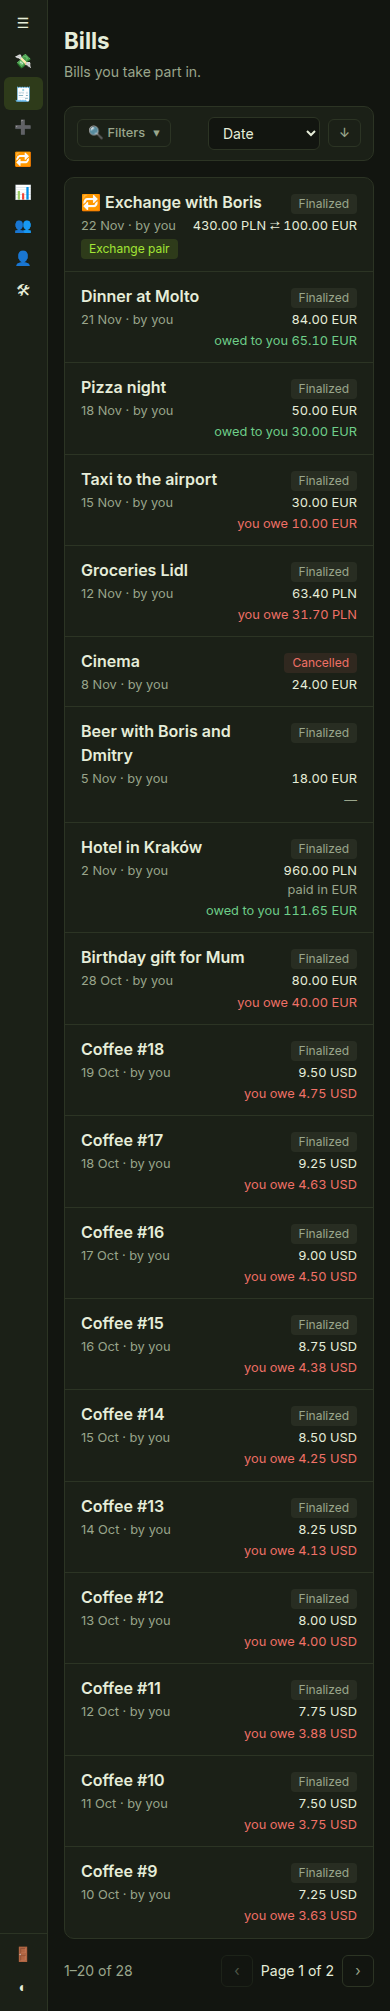 Bills
Bills you take part in.
Filters
Date
Exchange with Boris Finalized
22 Nov · by you 430.00 PLN ⇄ 100.00 EUR
Exchange pair
Dinner at Molto Finalized
21 Nov · by you 84.00 EUR
owed to you 65.10 EUR
Pizza night Finalized
18 Nov · by you 50.00 EUR
owed to you 30.00 EUR
Taxi to the airport Finalized
15 Nov · by you 30.00 EUR
you owe 10.00 EUR
Groceries Lidl Finalized
12 Nov · by you 63.40 PLN
you owe 31.70 PLN
Cinema Cancelled
8 Nov · by you 24.00 EUR
Beer with Boris and Finalized
Dmitry
5 Nov · by you 18.00 EUR
—
Hotel in Kraków Finalized
2 Nov · by you 960.00 PLN
paid in EUR
owed to you 111.65 EUR
Birthday gift for Mum Finalized
28 Oct · by you 80.00 EUR
you owe 40.00 EUR
Coffee #18 Finalized
19 Oct · by you 9.50 USD
you owe 4.75 USD
Coffee #17 Finalized
18 Oct · by you 9.25 USD
you owe 4.63 USD
Coffee #16 Finalized
17 Oct · by you 9.00 USD
you owe 4.50 USD
Coffee #15 Finalized
16 Oct · by you 8.75 USD
you owe 4.38 USD
Coffee #14 Finalized
15 Oct · by you 8.50 USD
you owe 4.25 USD
Coffee #13 Finalized
14 Oct · by you 8.25 USD
you owe 4.13 USD
Coffee #12 Finalized
13 Oct · by you 8.00 USD
you owe 4.00 USD
Coffee #11 Finalized
12 Oct · by you 7.75 USD
you owe 3.88 USD
Coffee #10 Finalized
11 Oct · by you 7.50 USD
you owe 3.75 USD
Coffee #9 Finalized
10 Oct · by you 7.25 USD
you owe 3.63 USD
1–20 of 28 ‹ Page 1 of 2 ›